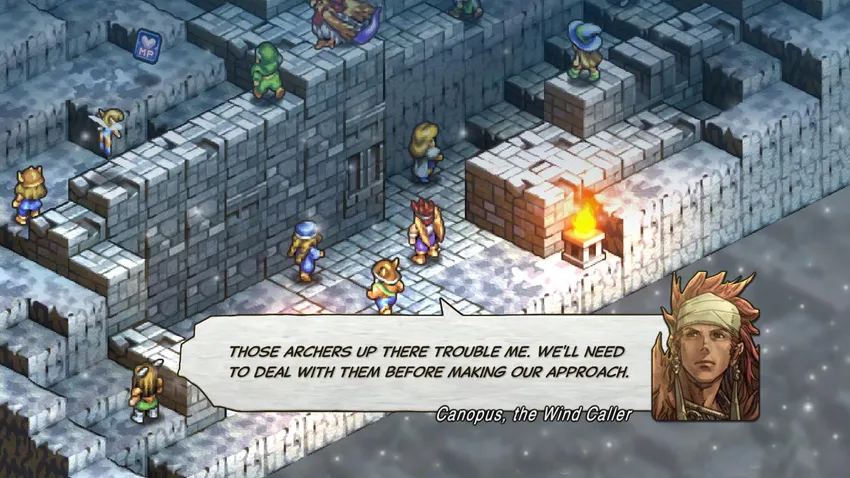 MP
THOSE ARCHERS UP THERE TROUBLE ME. WE'LL NEED
TO DEAL WITH THEM BEFORE MAKING OUR APPROACH.
Canopus, the Wind Caller